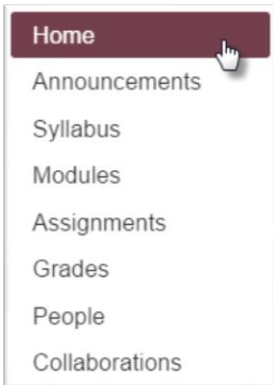 Home
Announcements
Syllabus
Modules
Assignments
Grades
People
Collaborations